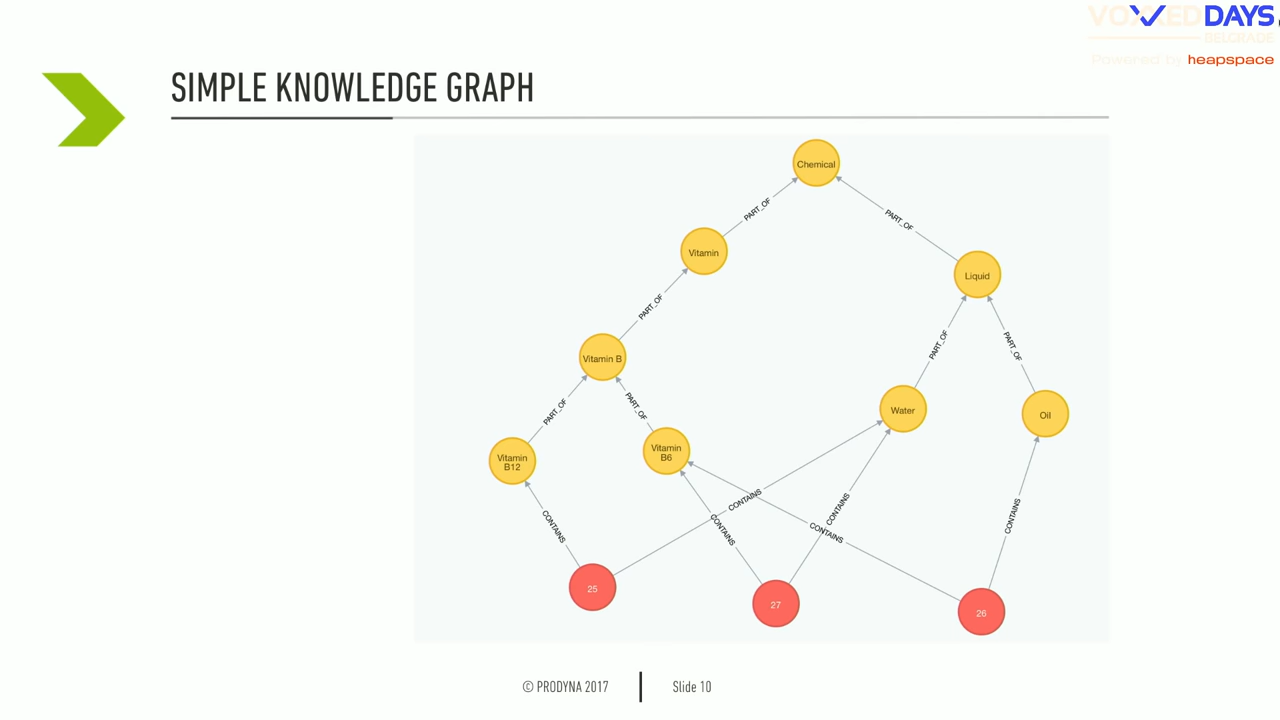 VOXXED DAYS
BELGRADE
Powered by heapspace
SIMPLE KNOWLEDGE GRAPH
Chemical
PART_OF
PART_OF
Vitamin
Liquid
PART_OF
PART_OF
PART_OF
Vitamin B
PART_OF
PART_OF
Water
Oil
Vitamin
B12
Vitamin
B6
CONTAINS
CONTAINS
CONTAINS
CONTAINS
CONTAINS
CONTAINS
25
27
26
© PRODYNA 2017
Slide 10